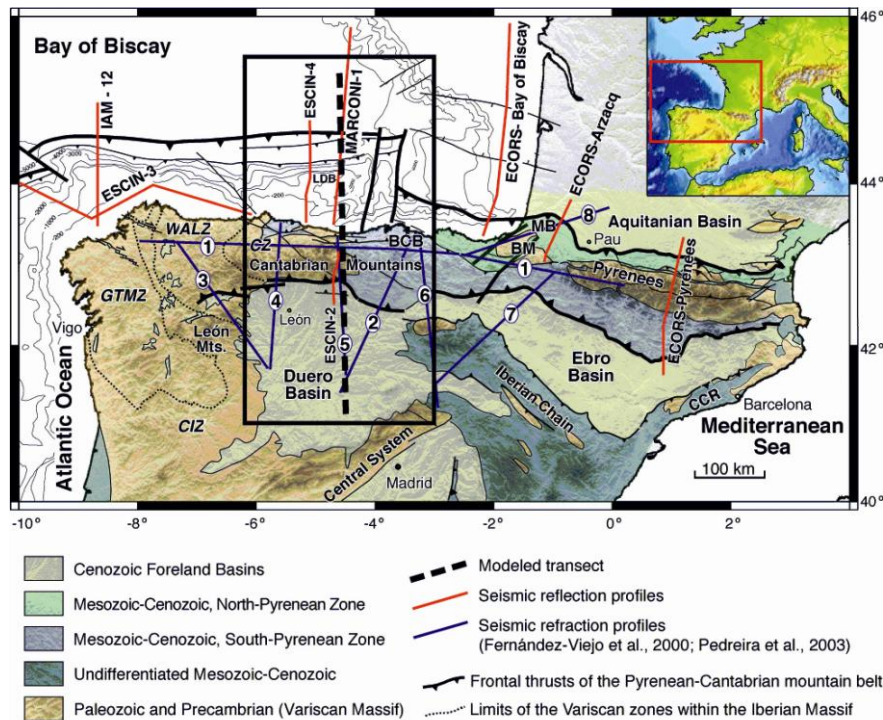 46°
44°
42°
40°
-10°
-8°
-6°
-4°
-2°
0°
2°
Bay of Biscay
IAM - 12
ESCIN-3
ESCIN-4
MARCONI-1
ECORS- Bay of Biscay
ECORS-Arzacq
LDB
WALZ
CZ
BCB
MB
BM
8
Aquitanian Basin
Pau
1
Cantabrian Mountains
1
Pyrenees
3
4
6
GTMZ
León
ESCIN-2
2
7
ECORS-Pyrenees
Vigo
León
Mts.
5
Duero
Basin
Ebro
Basin
Iberian Chain
CCR
Barcelona
CIZ
Atlantic Ocean
Central System
Madrid
Mediterranean
Sea
100 km
Cenozoic Foreland Basins
Mesozoic-Cenozoic, North-Pyrenean Zone
Mesozoic-Cenozoic, South-Pyrenean Zone
Undifferentiated Mesozoic-Cenozoic
Paleozoic and Precambrian (Variscan Massif)
Modeled transect
Seismic reflection profiles
Seismic refraction profiles
(Fernández-Viejo et al., 2000; Pedreira et al., 2003)
Frontal thrusts of the Pyrenean-Cantabrian mountain belt
Limits of the Variscan zones within the Iberian Massif